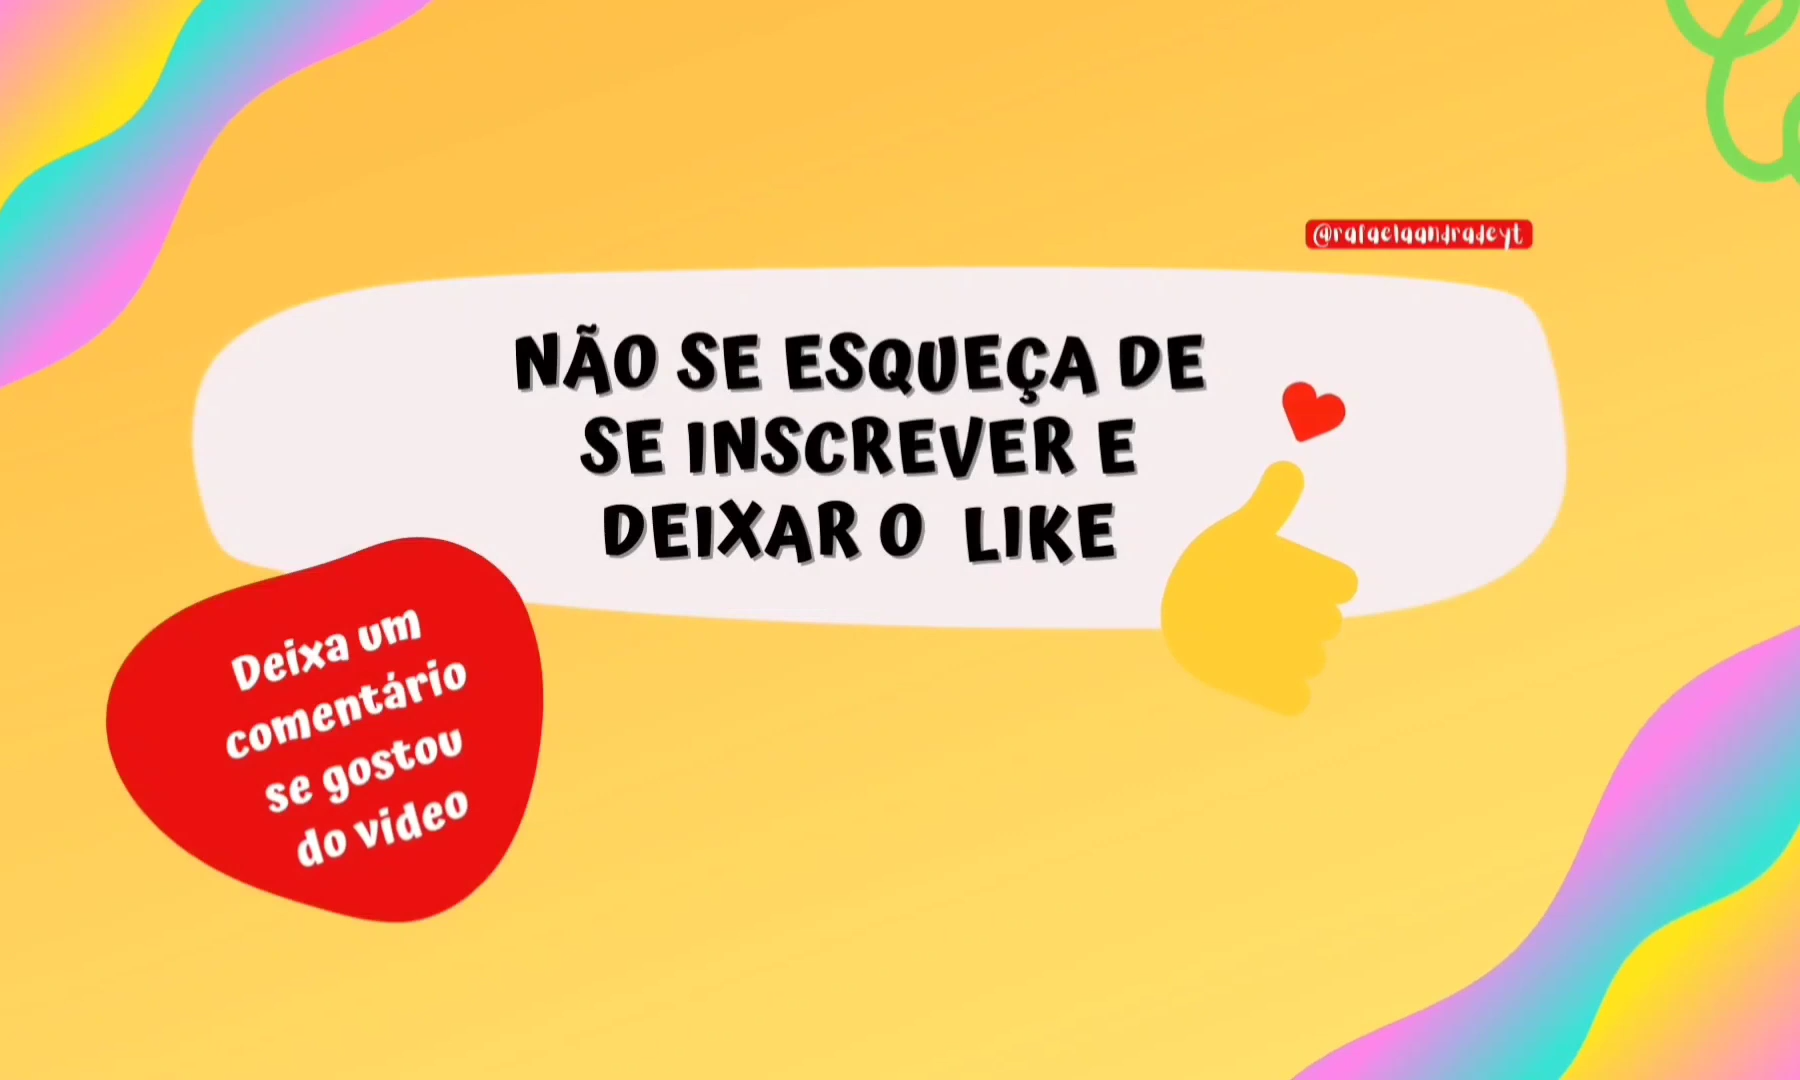 @rafaelaandradeyt
NÃO SE ESQUEÇA DE
SE INSCREVER E
DEIXAR O LIKE
Deixa um
comentário
se gostou
do video